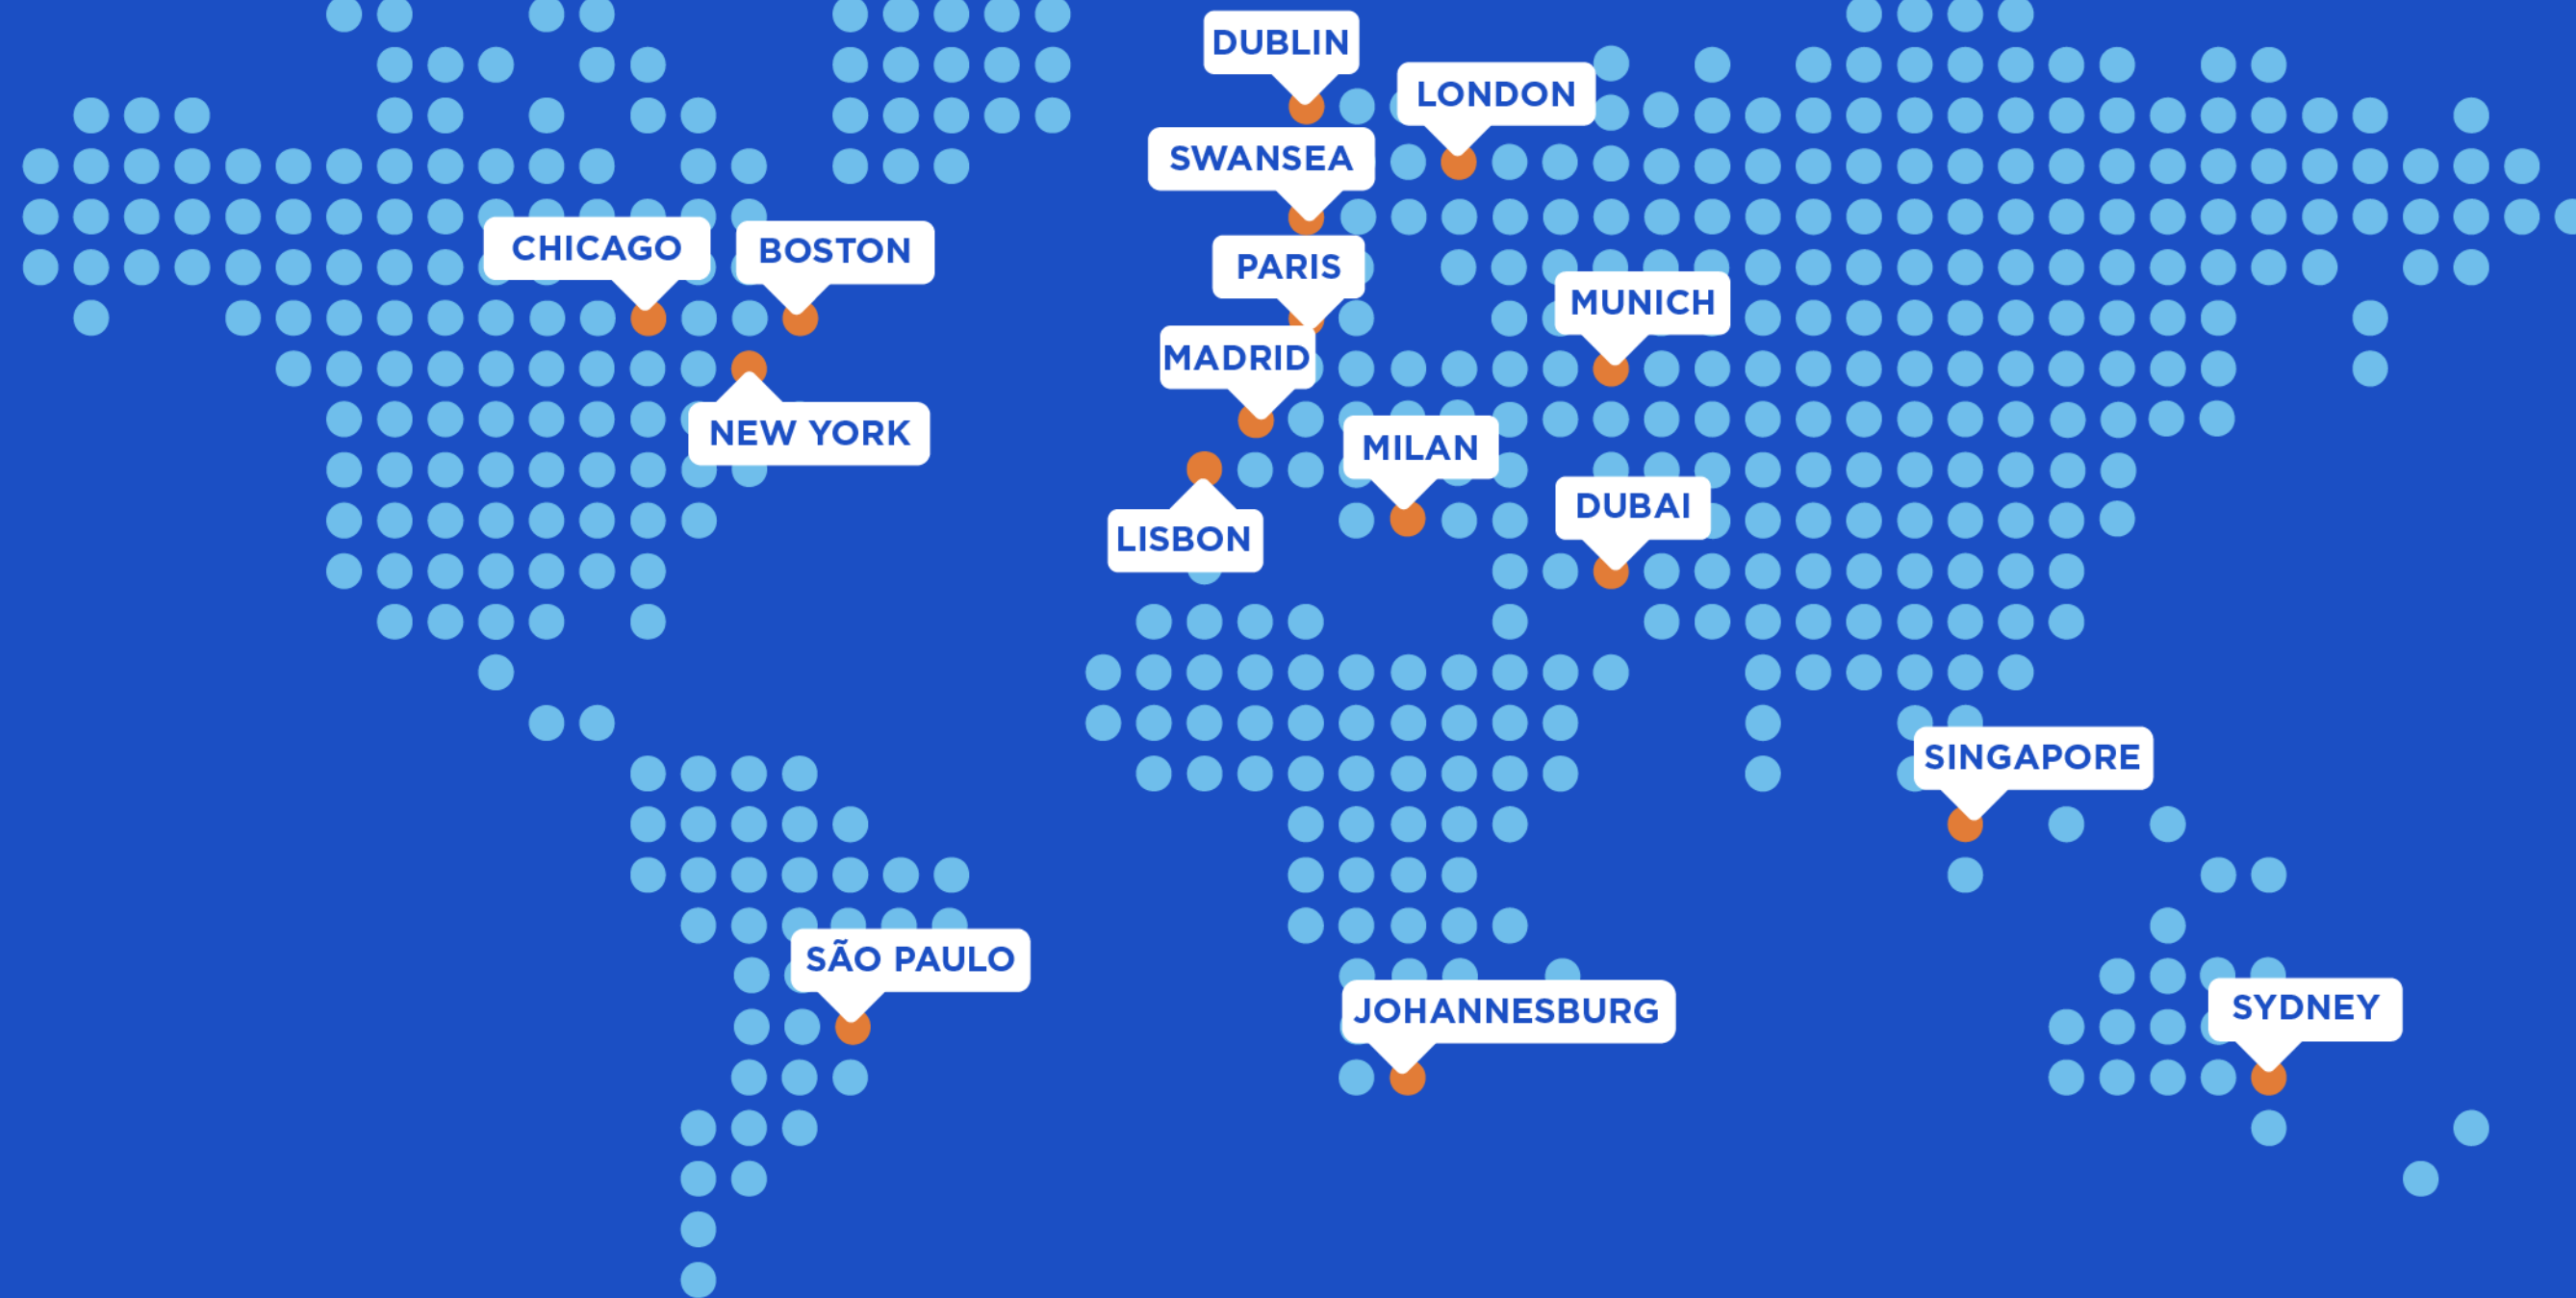 DUBLIN
LONDON
SWANSEA
CHICAGO
BOSTON
PARIS
MUNICH
MADRID
NEW YORK
MILAN
DUBAI
LISBON
SINGAPORE
SÃO PAULO
JOHANNESBURG
SYDNEY